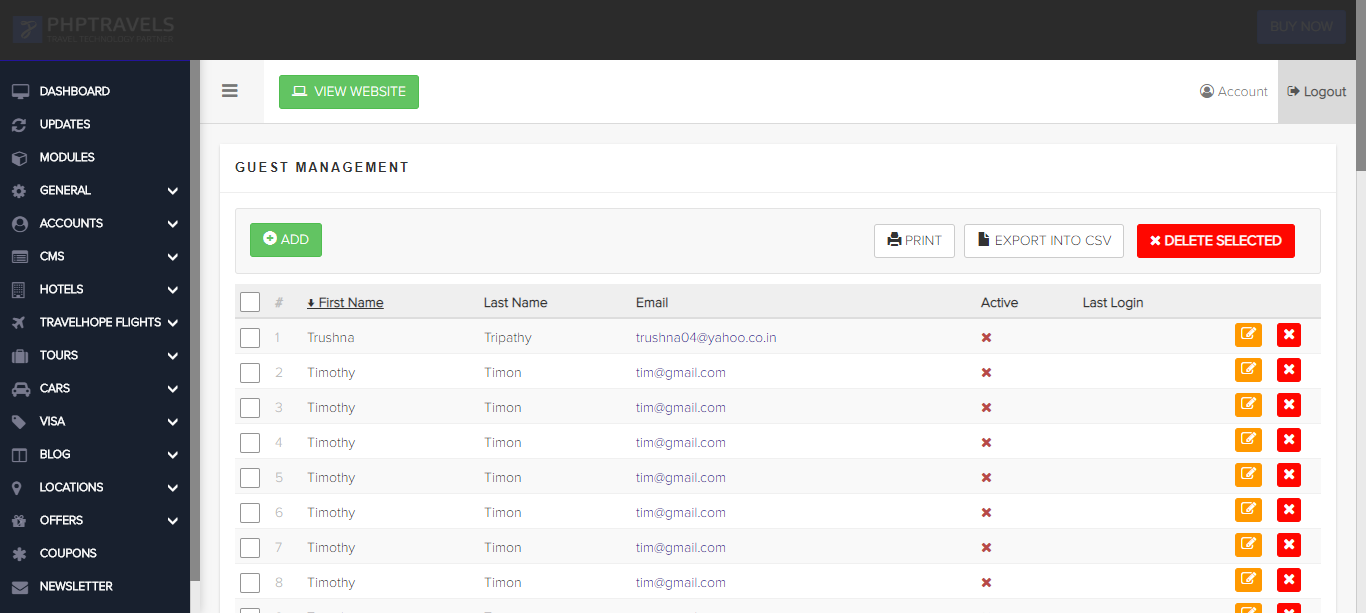 PHPTRAVELS
TRAVEL TECHNOLOGY PARTNER
BUY NOW
DASHBOARD
UPDATES
MODULES
GENERAL
ACCOUNTS
CMS
HOTELS
TRAVELHOPE FLIGHTS
TOURS
CARS
VISA
BLOG
LOCATIONS
OFFERS
COUPONS
NEWSLETTER
VIEW WEBSITE
Account
Logout
GUEST MANAGEMENT
ADD
PRINT
EXPORT INTO CSV
DELETE SELECTED
# First Name Last Name Email Active Last Login
1 Trushna Tripathy trushna04@yahoo.co.in
2 Timothy Timon tim@gmail.com
3 Timothy Timon tim@gmail.com
4 Timothy Timon tim@gmail.com
5 Timothy Timon tim@gmail.com
6 Timothy Timon tim@gmail.com
7 Timothy Timon tim@gmail.com
8 Timothy Timon tim@gmail.com